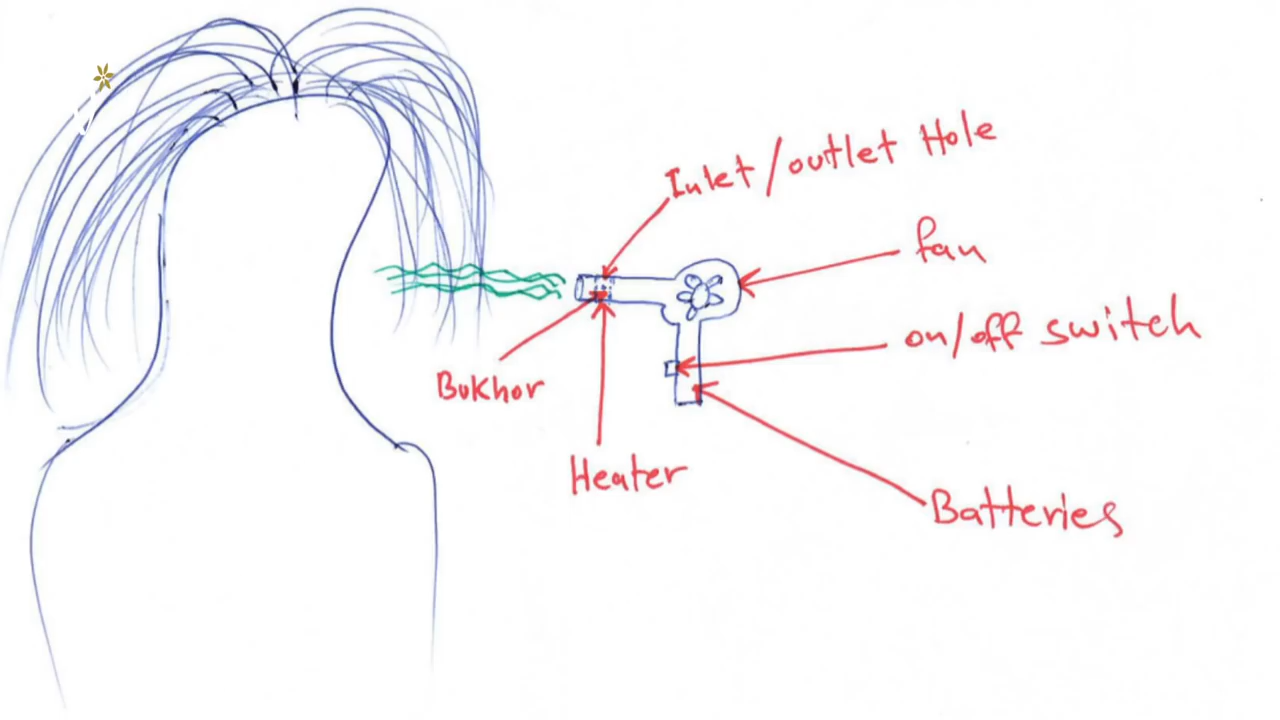 Inlet/outlet Hole
fan
on/off switch
Bukhor
Heater
Batteries